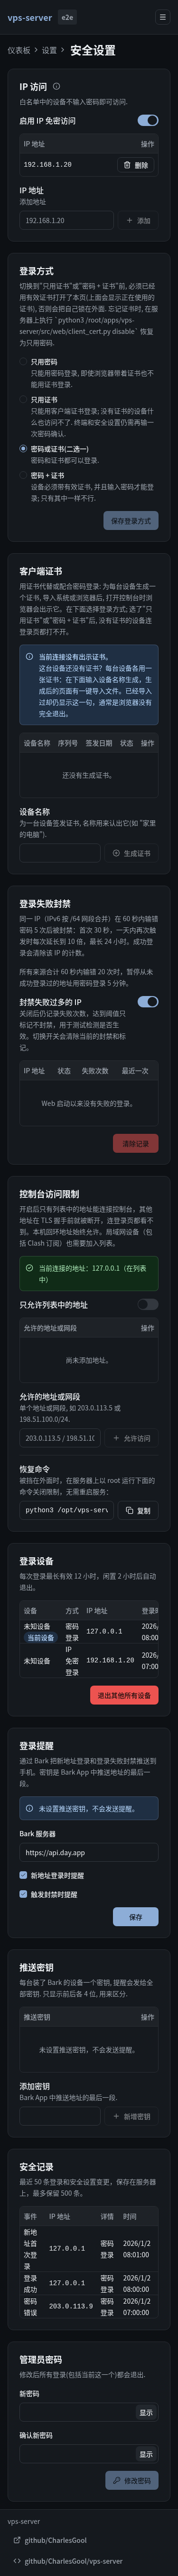 vps-server e2e
仪表板 > 设置 > 安全设置
IP 访问
白名单中的设备不输入密码即可访问.
启用 IP 免密访问
IP 地址 操作
192.168.1.20 删除
IP 地址
添加地址
192.168.1.20 添加
登录方式
切换到"只用证书"或"密码 + 证书"前, 必须已经
用有效证书打开了本页(上面会显示正在使用的
证书), 否则会把自己锁在外面. 忘记证书时, 在服
务器上执行 `python3 /root/apps/vps-
server/src/web/client_cert.py disable` 恢复
为只用密码.
只用密码
只能用密码登录, 即使浏览器带着证书也不
能用证书登录.
只用证书
只能用客户端证书登录; 没有证书的设备什
么也访问不了. 终端和安全设置仍需再输一
次密码确认.
密码或证书(二选一)
密码和证书都可以登录.
密码 + 证书
设备必须带有效证书, 并且输入密码才能登
录; 只有其中一样不行.
保存登录方式
客户端证书
用证书代替或配合密码登录: 为每台设备生成一
个证书, 导入系统或浏览器后, 打开控制台时浏
览器会出示它。在下面选择登录方式; 选了"只
用证书"或"密码 + 证书"后, 没有证书的设备连
登录页都打不开。
当前连接没有出示证书。
这台设备还没有证书？每台设备各用一
张证书：在下面输入设备名称生成，生
成后的页面有一键导入文件。已经导入
过却仍显示这一句，通常是浏览器没有
完全退出。
设备名称 序列号 签发日期 状态 操作
还没有生成证书。
设备名称
为一台设备签发证书, 名称用来认出它(如 "家里
的电脑").
生成证书
登录失败封禁
同一 IP（IPv6 按 /64 网段合并）在 60 秒内输错
密码 5 次后被封禁；首次 30 秒，一天内再次触
发时每次延长到 10 倍，最长 24 小时。成功登
录会清除该 IP 的计数。
所有来源合计 60 秒内输错 20 次时，暂停从未
成功登录过的地址用密码登录 5 分钟。
封禁失败过多的 IP
关闭后仍记录失败次数，达到阈值只
标记不封禁，用于测试检测是否生
效。切换开关会清除当前的封禁和标
记。
IP 地址 状态 失败次数 最近一次
Web 启动以来没有失败的登录。
清除记录
控制台访问限制
开启后只有列表中的地址能连接控制台，其他
地址在 TLS 握手前就被断开，连登录页都看不
到。本机回环地址始终允许。局域网设备（包
括 Clash 订阅）也需要加入列表。
当前连接的地址：127.0.0.1（在列表
中）
只允许列表中的地址
允许的地址或网段 操作
尚未添加地址。
允许的地址或网段
单个地址或网段, 如 203.0.113.5 或
198.51.100.0/24.
203.0.113.5 / 198.51.10 允许访问
恢复命令
被挡在外面时，在服务器上以 root 运行下面的
命令关闭限制，无需重启服务：
python3 /opt/vps-serv 复制
登录设备
每次登录最长有效 12 小时，闲置 2 小时后自动
退出。
设备 方式 IP 地址 登录时
未知设备 当前设备 密码登录 127.0.0.1 2026/ 08:00
未知设备 IP 免密登录 192.168.1.20 2026/ 07:00
退出其他所有设备
登录提醒
通过 Bark 把新地址登录和登录失败封禁推送到
手机。密钥是 Bark App 中推送地址的最后一
段。
未设置推送密钥，不会发送提醒。
Bark 服务器
https://api.day.app
新地址登录时提醒
触发封禁时提醒
保存
推送密钥
每台装了 Bark 的设备一个密钥, 提醒会发给全
部密钥. 只显示前后各 4 位, 用来区分.
推送密钥 操作
未设置推送密钥，不会发送提醒。
添加密钥
Bark App 中推送地址的最后一段.
新增密钥
安全记录
最近 50 条登录和安全设置变更，保存在服务器
上，最多保留 500 条。
事件 IP 地址 详情 时间
新地址首次登录 127.0.0.1 密码登录 2026/1/2 08:01:00
登录成功 127.0.0.1 密码登录 2026/1/2 08:00:00
密码错误 203.0.113.9 密码登录 2026/1/2 07:00:00
管理员密码
修改后所有登录(包括当前这一个)都会退出.
新密码
显示
确认新密码
显示
修改密码
vps-server
github/CharlesGool
github/CharlesGool/vps-server